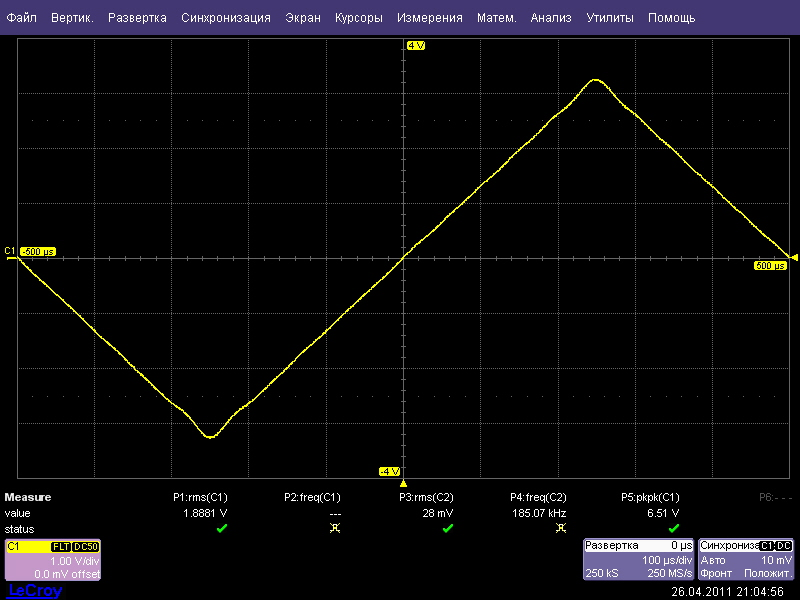 Файл Вертик. Развертка Синхронизация Экран Курсоры Измерения Матем. Анализ Утилиты Помощь
4 V
C1 -500 µs
500 µs
-4 V
Measure P1:rms(C1) P2:freq(C1) P3:rms(C2) P4:freq(C2) P5:pkpk(C1) P6:- - -
value 1.8881 V --- 28 mV 185.07 kHz 6.51 V
status
C1 FLT DC50
1.00 V/div
0.0 mV offset
Развертка 0 µs
100 µs/div
250 kS 250 MS/s
Синхрониза C1 DC
Авто 10 mV
Фронт Положит.
LeCroy
26.04.2011 21:04:56